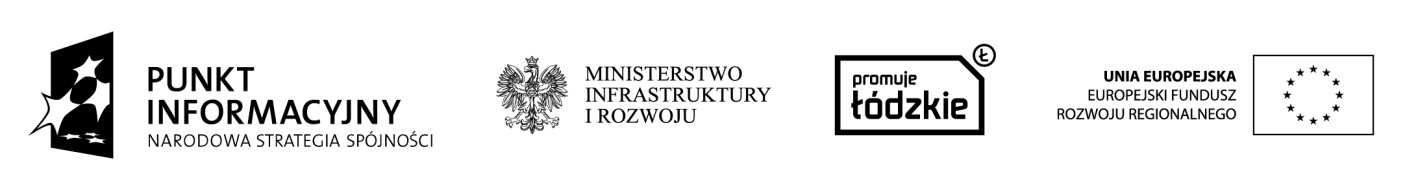 PUNKT
INFORMACYJNY
NARODOWA STRATEGIA SPÓJNOŚCI
MINISTERSTWO
INFRASTRUKTURY
I ROZWOJU
promuje
łódzkie
Ł
UNIA EUROPEJSKA
EUROPEJSKI FUNDUSZ
ROZWOJU REGIONALNEGO